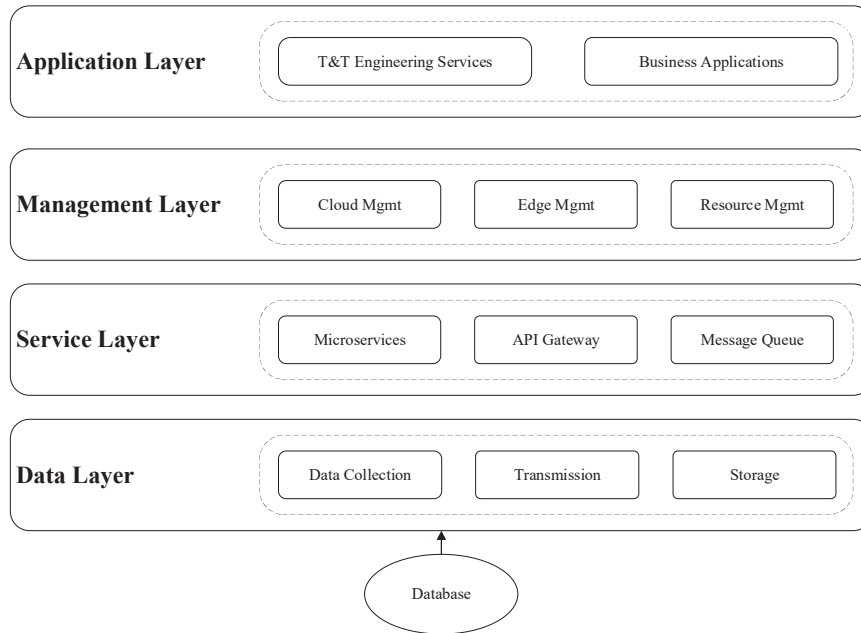 Application Layer
T&T Engineering Services
Business Applications
Management Layer
Cloud Mgmt
Edge Mgmt
Resource Mgmt
Service Layer
Microservices
API Gateway
Message Queue
Data Layer
Data Collection
Transmission
Storage
Database